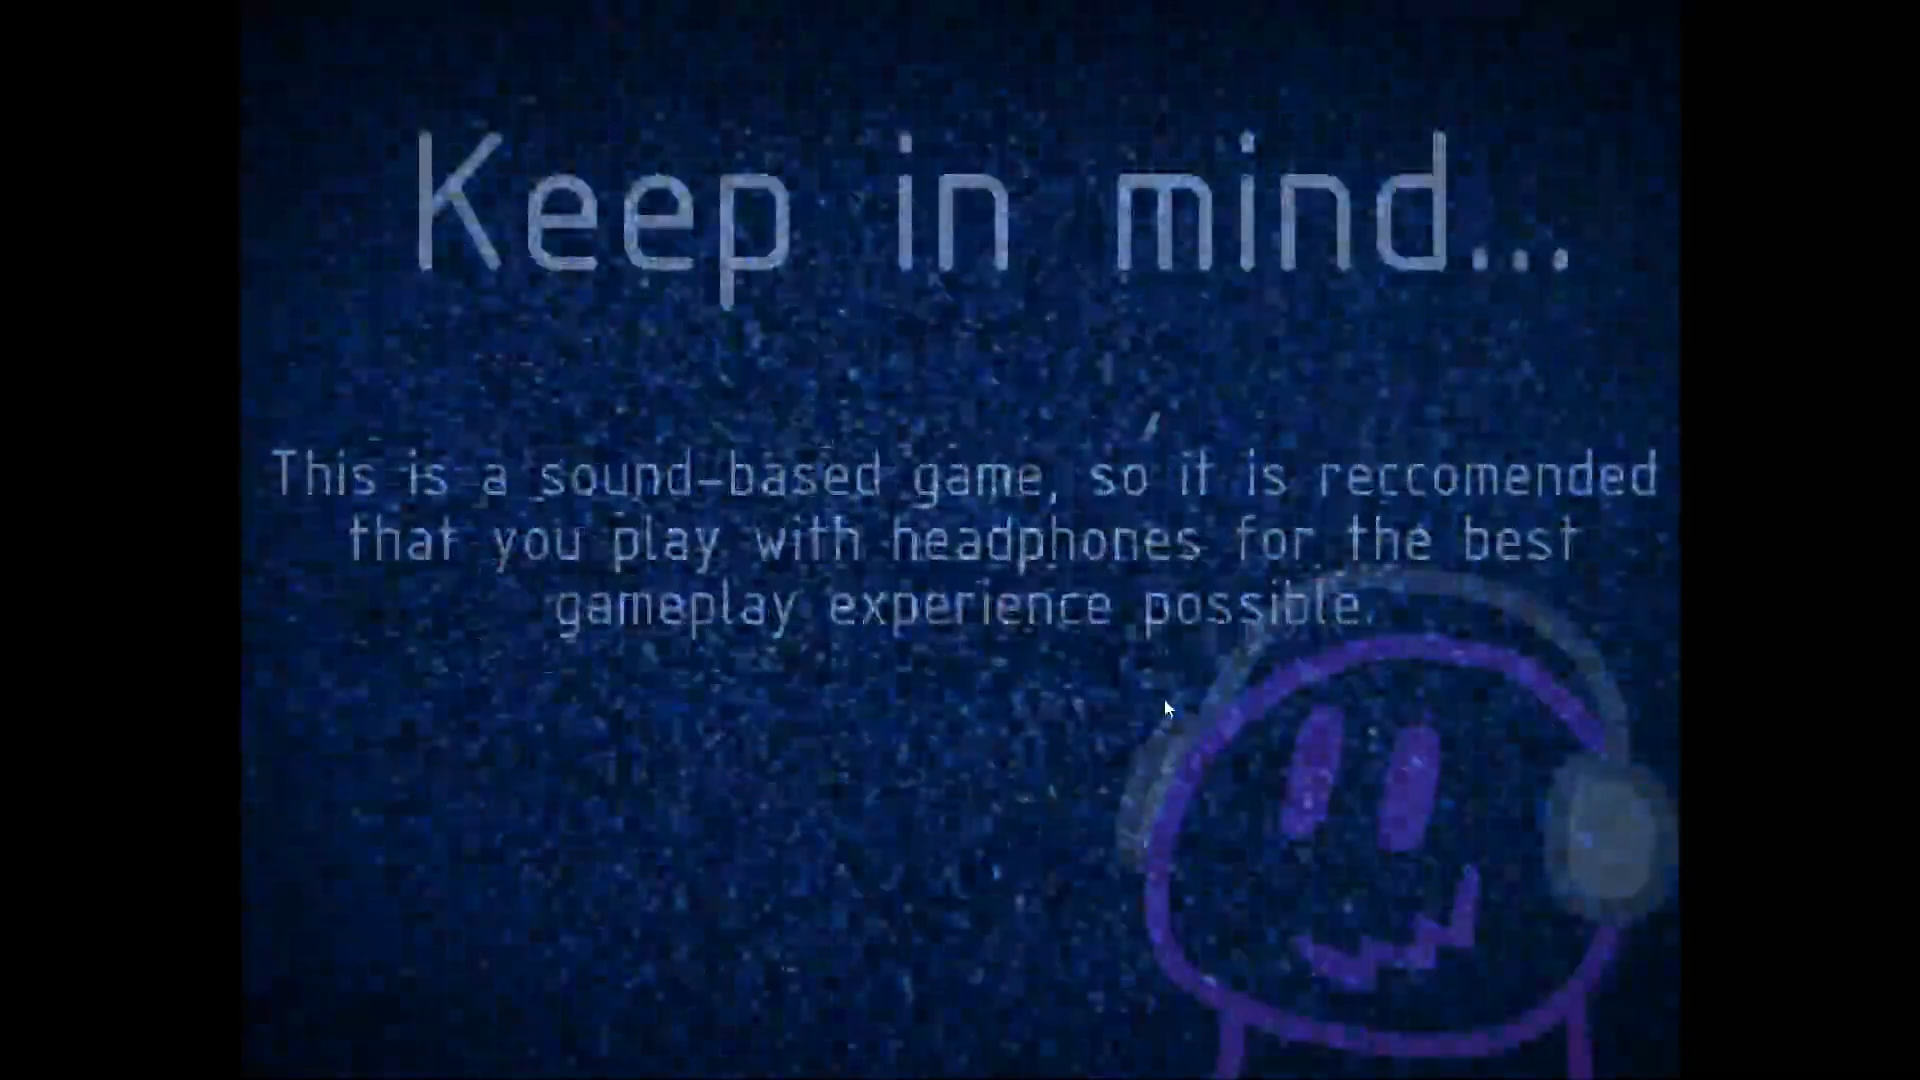 Keep in mind...
This is a sound-based game, so it is reccomended
that you play with headphones for the best
gameplay experience possible.